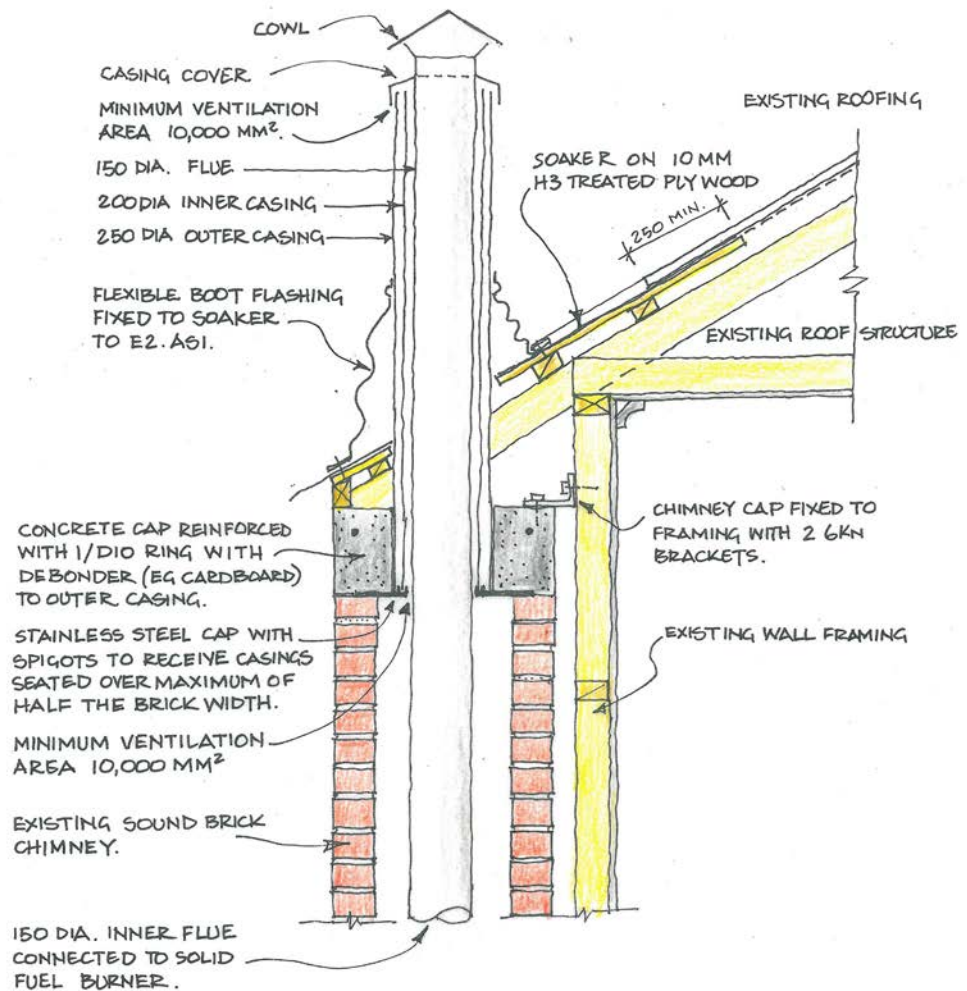 COWL
CASING COVER
MINIMUM VENTILATION
AREA 10,000 MM².
150 DIA. FLUE
200 DIA INNER CASING
250 DIA OUTER CASING
FLEXIBLE BOOT FLASHING
FIXED TO SOAKER
TO E2. AS1.
EXISTING ROOFING
SOAKER ON 10 MM
H3 TREATED PLYWOOD
250 MIN.
EXISTING ROOF STRUCTURE
CONCRETE CAP REINFORCED
WITH 1/D10 RING WITH
DEBONDER (EG CARDBOARD)
TO OUTER CASING.
STAINLESS STEEL CAP WITH
SPIGOTS TO RECEIVE CASINGS
SEATED OVER MAXIMUM OF
HALF THE BRICK WIDTH.
MINIMUM VENTILATION
AREA 10,000 MM²
EXISTING SOUND BRICK
CHIMNEY.
150 DIA. INNER FLUE
CONNECTED TO SOLID
FUEL BURNER.
CHIMNEY CAP FIXED TO
FRAMING WITH 2 6KN
BRACKETS.
EXISTING WALL FRAMING